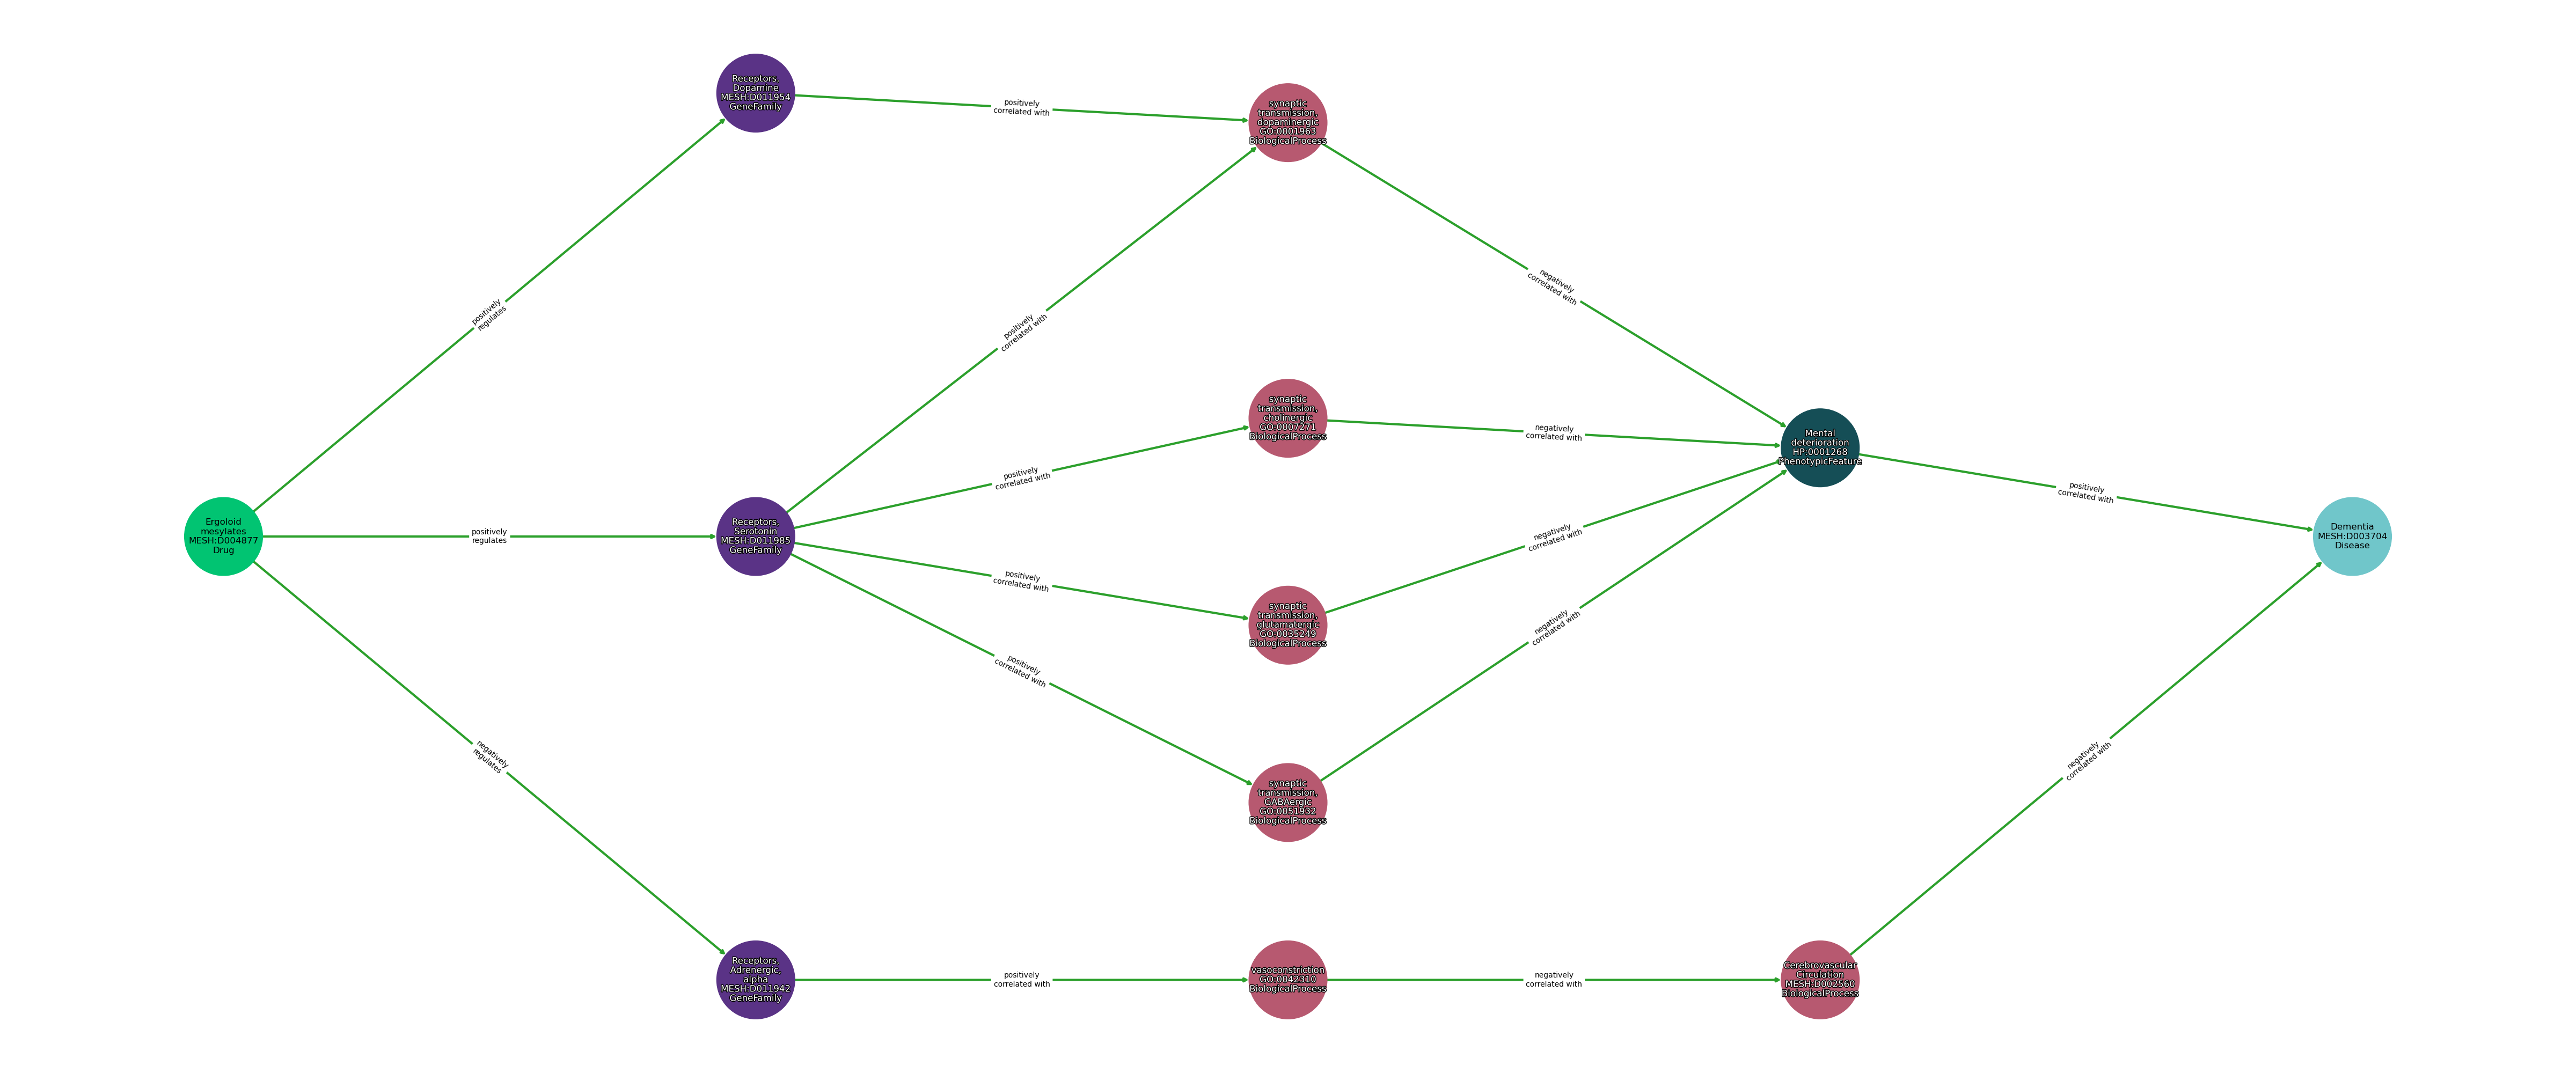 Receptors,
Dopamine
MESH:D011954
GeneFamily
positively
correlated with
synaptic
transmission,
dopaminergic
GO:0001963
BiologicalProcess
positively
regulates
positively
correlated with
negatively
correlated with
synaptic
transmission,
cholinergic
GO:0007271
BiologicalProcess
negatively
correlated with
Mental
deterioration
HP:0001268
PhenotypicFeature
positively
correlated with
positively
correlated with
Ergoloid
mesylates
MESH:D004877
Drug
positively
regulates
Receptors,
Serotonin
MESH:D011985
GeneFamily
negatively
correlated with
Dementia
MESH:D003704
Disease
positively
correlated with
synaptic
transmission,
glutamatergic
GO:0035249
BiologicalProcess
negatively
correlated with
positively
correlated with
negatively
regulates
synaptic
transmission,
GABAergic
GO:0051932
BiologicalProcess
negatively
correlated with
Receptors,
Adrenergic,
alpha
MESH:D011942
GeneFamily
positively
correlated with
vasoconstriction
GO:0042310
BiologicalProcess
negatively
correlated with
Cerebrovascular
Circulation
MESH:D002560
BiologicalProcess